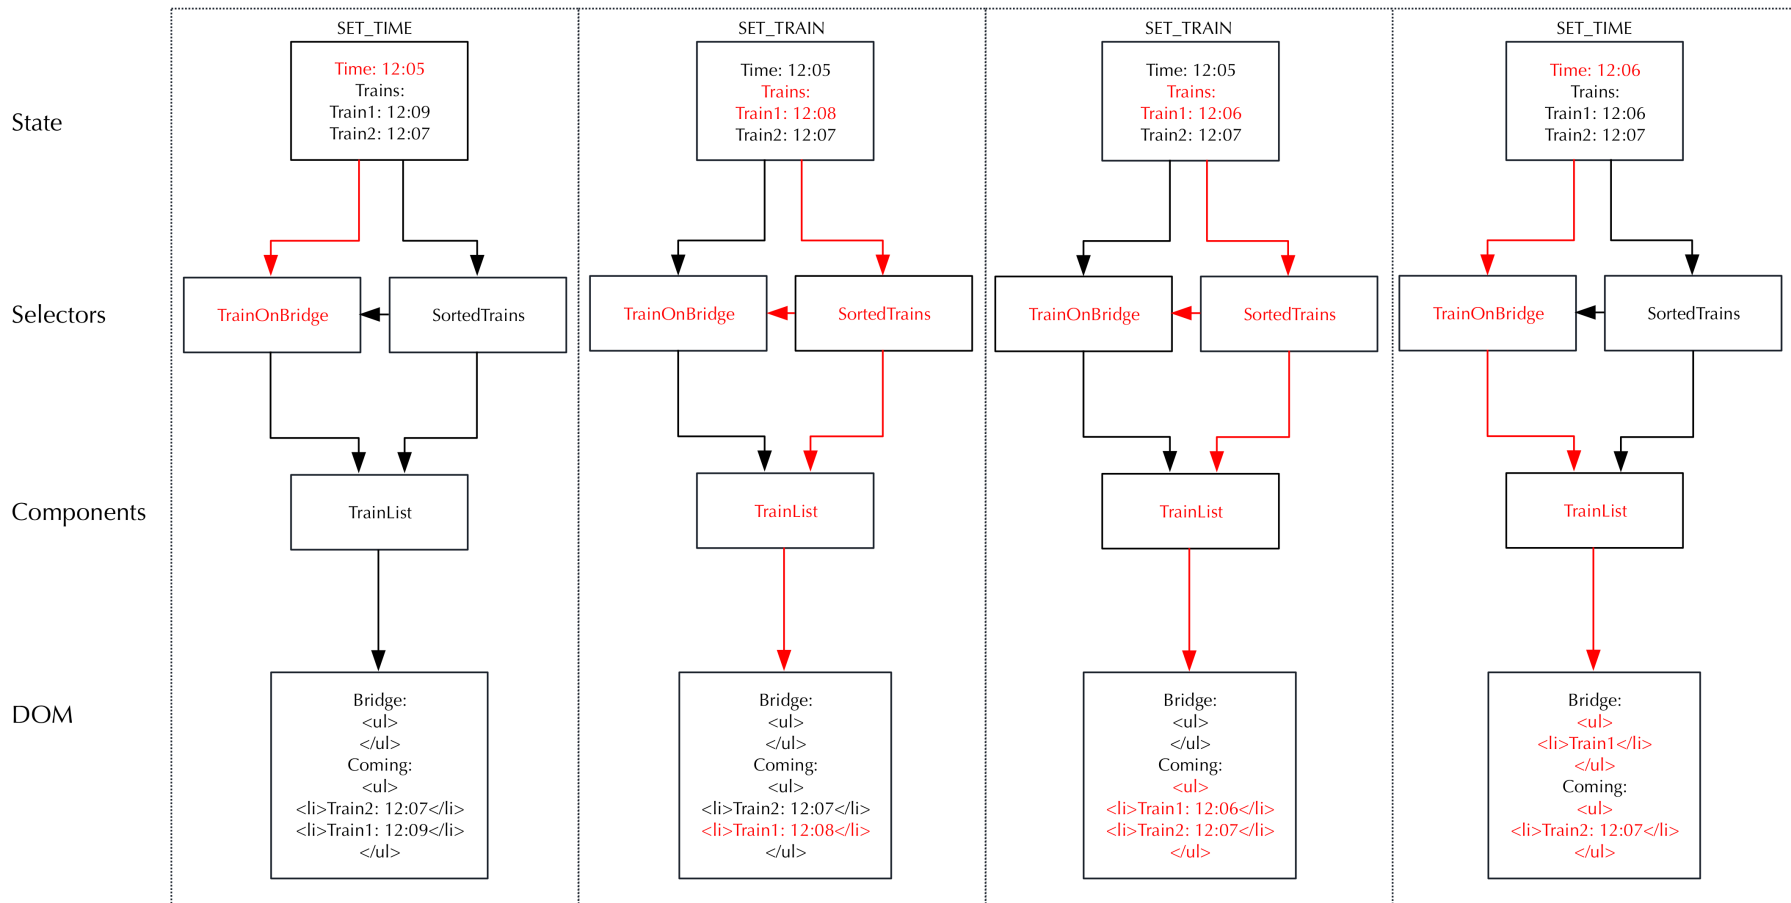 SET_TIME
SET_TRAIN
SET_TRAIN
SET_TIME
State
Time: 12:05
Trains:
Train1: 12:09
Train2: 12:07
Time: 12:05
Trains:
Train1: 12:08
Train2: 12:07
Time: 12:05
Trains:
Train1: 12:06
Train2: 12:07
Time: 12:06
Trains:
Train1: 12:06
Train2: 12:07
Selectors
TrainOnBridge
SortedTrains
TrainOnBridge
SortedTrains
TrainOnBridge
SortedTrains
TrainOnBridge
SortedTrains
Components
TrainList
TrainList
TrainList
TrainList
DOM
Bridge:
<ul>
</ul>
Coming:
<ul>
<li>Train2: 12:07</li>
<li>Train1: 12:09</li>
</ul>
Bridge:
<ul>
</ul>
Coming:
<ul>
<li>Train2: 12:07</li>
<li>Train1: 12:08</li>
</ul>
Bridge:
<ul>
</ul>
Coming:
<ul>
<li>Train1: 12:06</li>
<li>Train2: 12:07</li>
</ul>
Bridge:
<ul>
<li>Train1</li>
</ul>
Coming:
<ul>
<li>Train2: 12:07</li>
</ul>